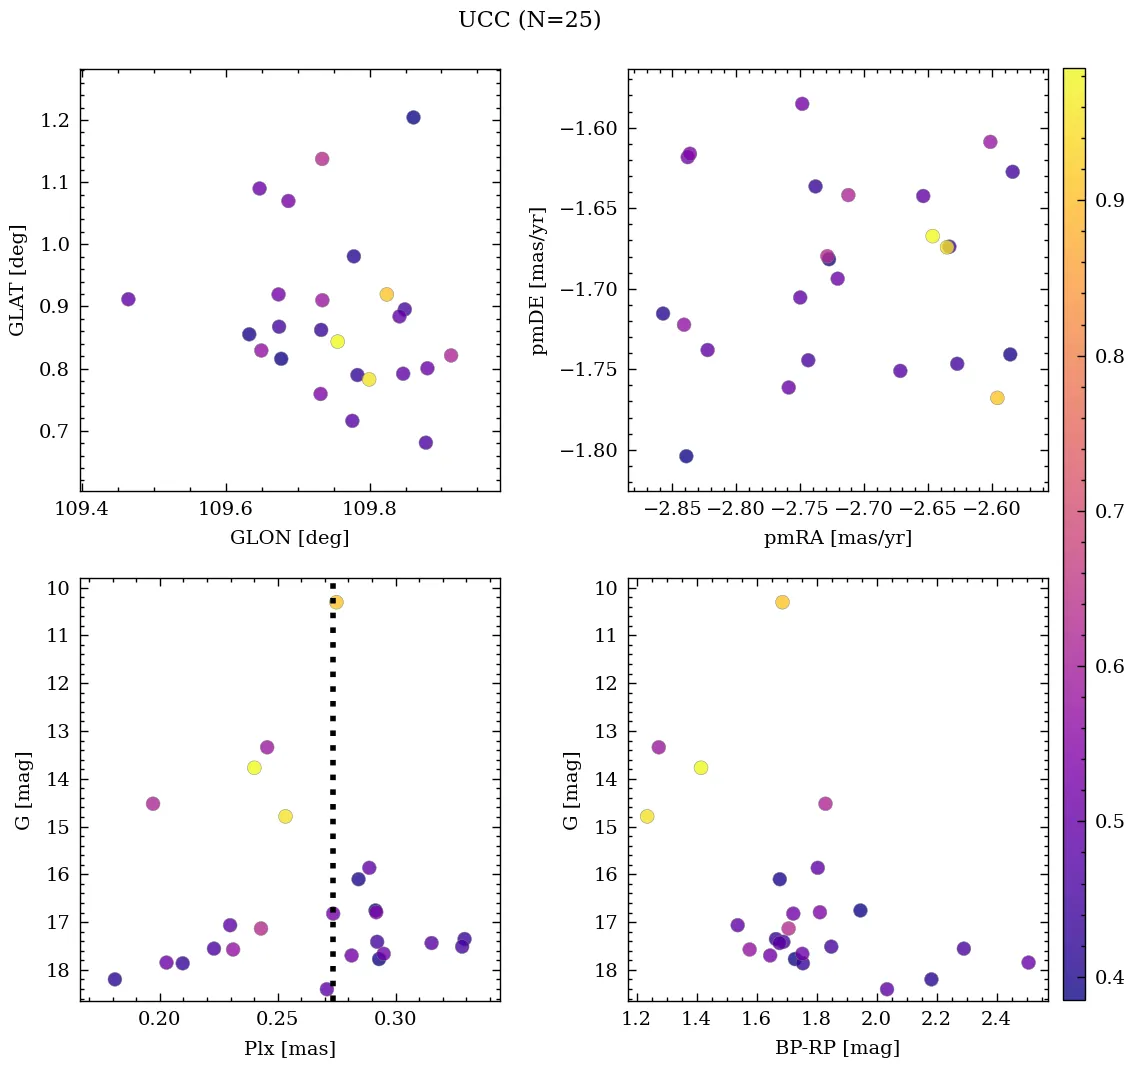 UCC (N=25)
1.2
1.1
1.0
0.9
0.8
0.7
GLAT [deg]
109.4 109.6 109.8
GLON [deg]
−1.60
−1.65
−1.70
−1.75
−1.80
pmDE [mas/yr]
−2.85 −2.80 −2.75 −2.70 −2.65 −2.60
pmRA [mas/yr]
10
11
12
13
14
15
16
17
18
G [mag]
0.20 0.25 0.30
Plx [mas]
10
11
12
13
14
15
16
17
18
G [mag]
1.2 1.4 1.6 1.8 2.0 2.2 2.4
BP-RP [mag]
0.9
0.8
0.7
0.6
0.5
0.4